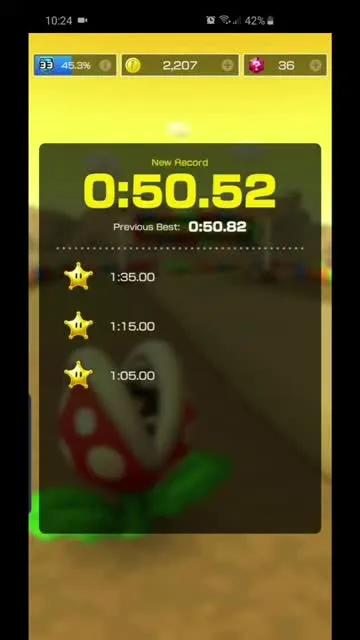 10:24 42%
33 45.3% i 2,207 + ? 36 +
New Record
0:50.52
Previous Best: 0:50.82
1:35.00
1:15.00
1:05.00